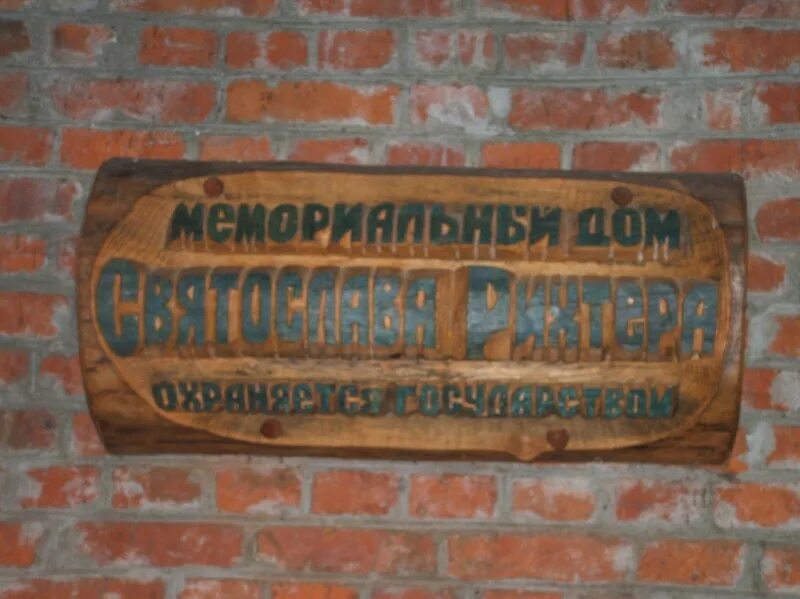 МЕМОРИАЛЬНЫЙ ДОМ
СВЯТОСЛАВА РИХТЕРА
ОХРАНЯЕТСЯ ГОСУДАРСТВОМ